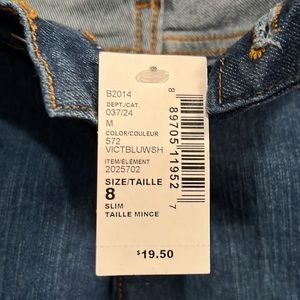 B2014
DEPT./CAT.
037/24
M
COLOR/COULEUR
572
VICTBLUWSH
ITEM/ÉLÉMENT
2025702
SIZE/TAILLE
8
SLIM
TAILLE MINCE
$19.50
8 89705 11952 7